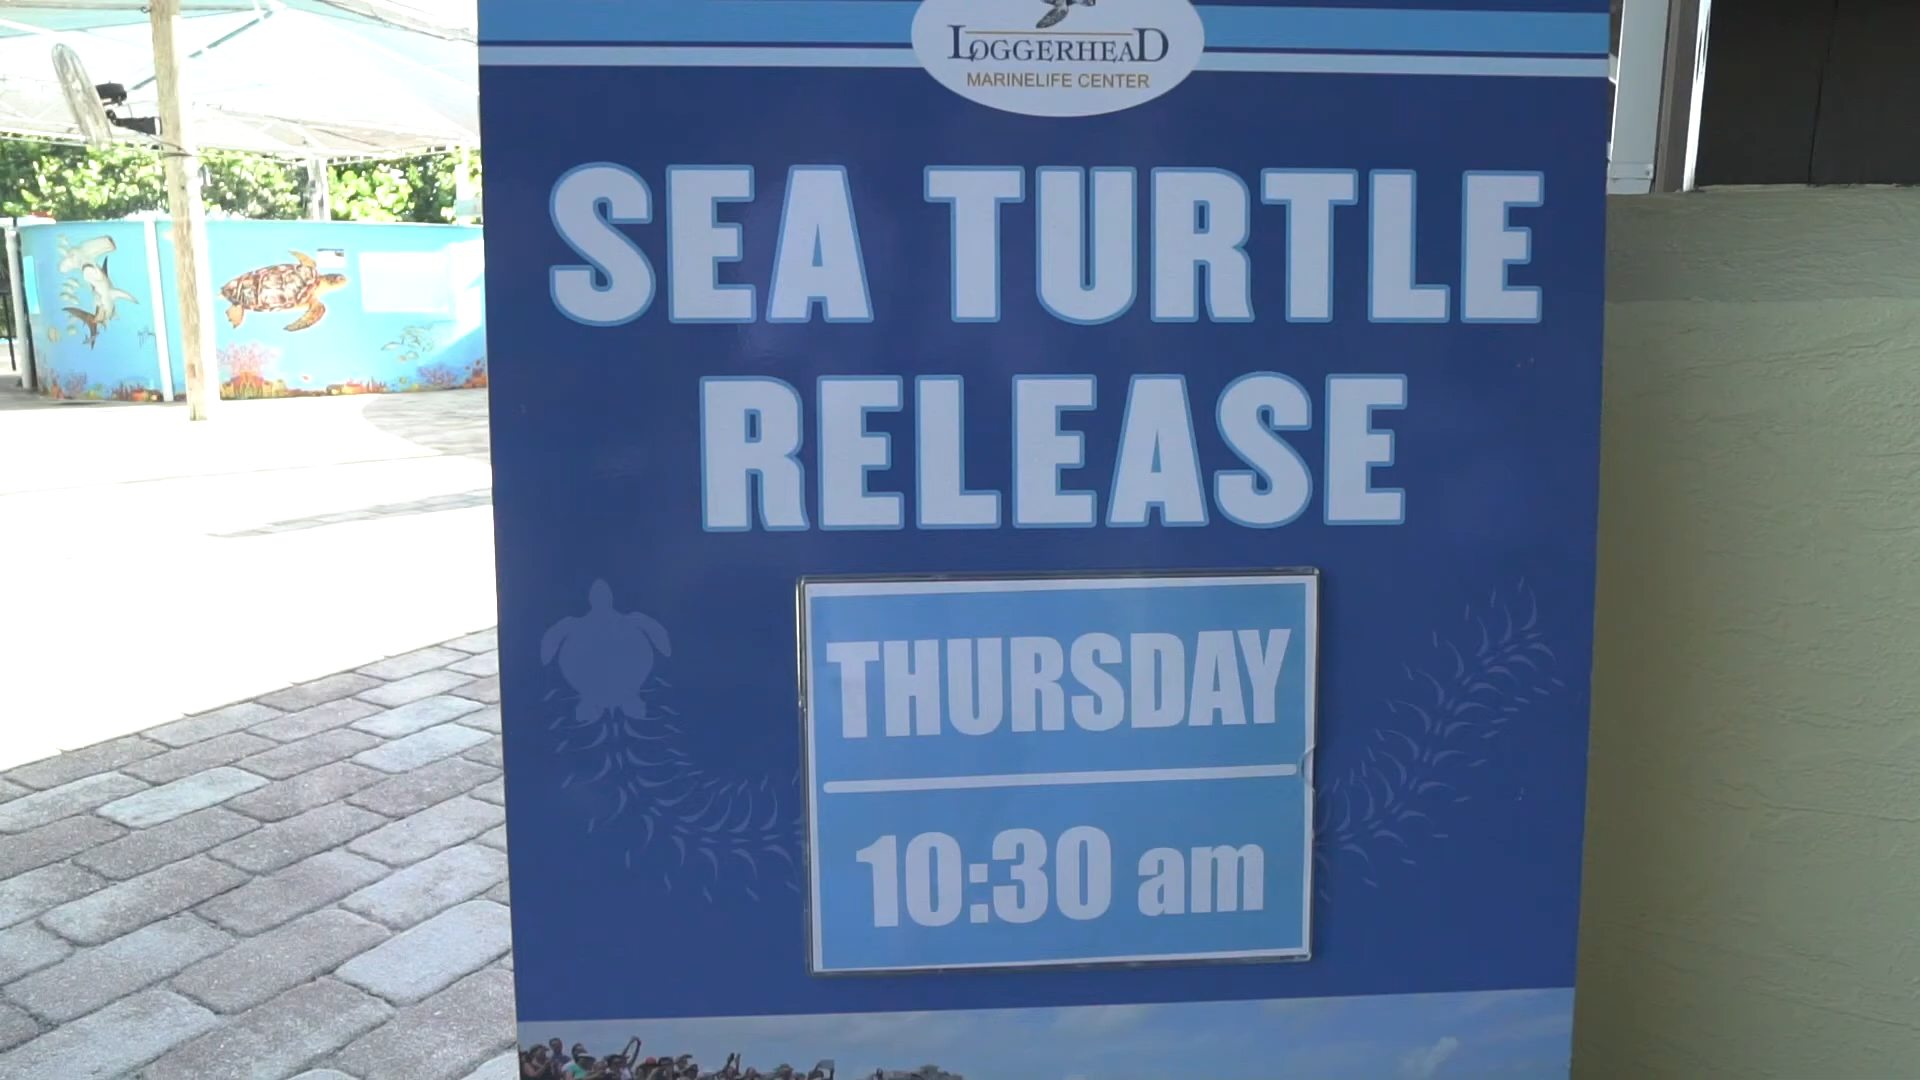 LOGGERHEAD
MARINELIFE CENTER
SEA TURTLE
RELEASE
THURSDAY
10:30 am